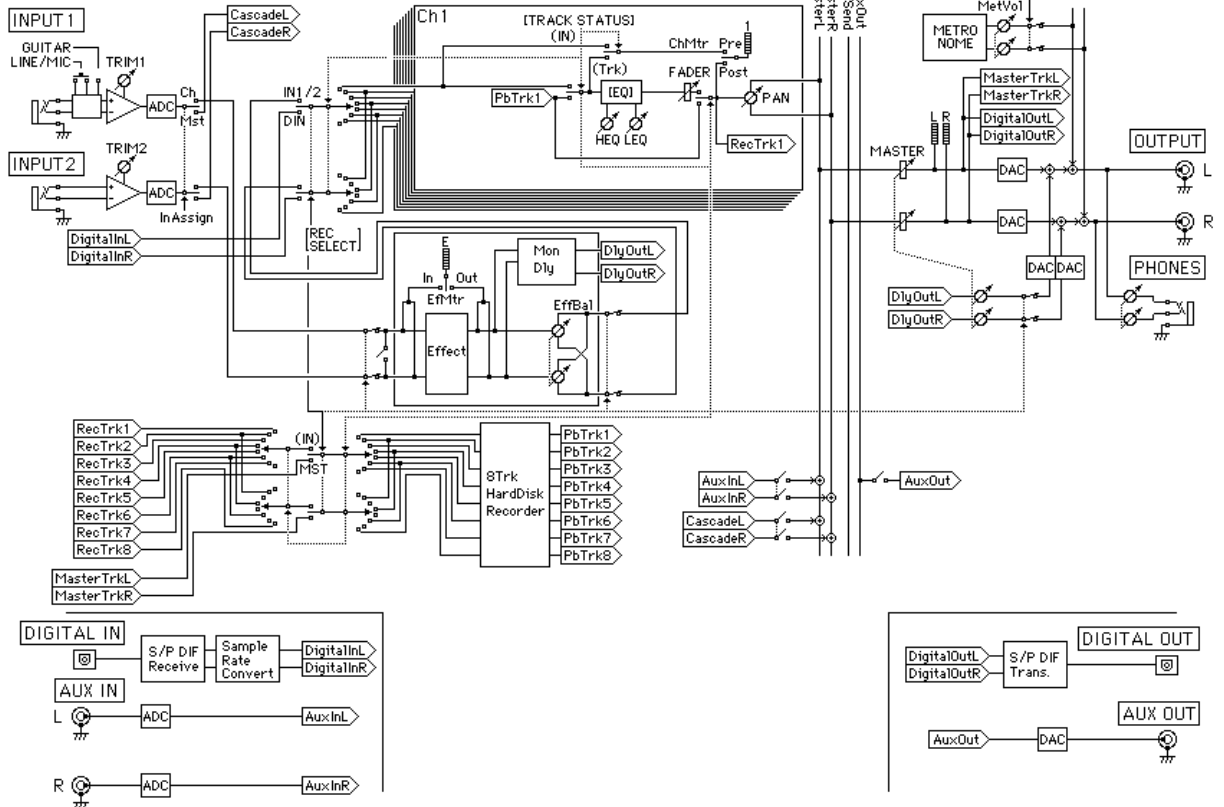 INPUT 1
GUITAR
LINE/MIC
TRIM1
ADC
Ch
Mst
CascadeL
CascadeR
INPUT2
TRIM2
ADC
InAssign
DigitalInL
DigitalInR
IN1/2
DIN
[REC
SELECT]
Ch1
[TRACK STATUS]
(IN)
ChMtr
Pre
1
Post
(Trk)
FADER
PbTrk1
[EQ]
HEQ LEQ
PAN
RecTrk1
E
In
Out
EfMtr
Effect
Mon
Dly
DlyOutL
DlyOutR
EffBal
sterL
sterR
Send
xOut
MetVol
METRO
NOME
MasterTrkL
MasterTrkR
DigitalOutL
DigitalOutR
L R
MASTER
DAC
DAC
DAC DAC
DlyOutL
DlyOutR
OUTPUT
L
R
PHONES
RecTrk1
RecTrk2
RecTrk3
RecTrk4
RecTrk5
RecTrk6
RecTrk7
RecTrk8
MasterTrkL
MasterTrkR
(IN)
MST
8Trk
HardDisk
Recorder
PbTrk1
PbTrk2
PbTrk3
PbTrk4
PbTrk5
PbTrk6
PbTrk7
PbTrk8
AuxInL
AuxInR
CascadeL
CascadeR
AuxOut
DIGITAL IN
S/P DIF
Receive
Sample
Rate
Convert
DigitalInL
DigitalInR
AUX IN
L
ADC
AuxInL
R
ADC
AuxInR
DIGITAL OUT
DigitalOutL
DigitalOutR
S/P DIF
Trans.
AUX OUT
AuxOut
DAC